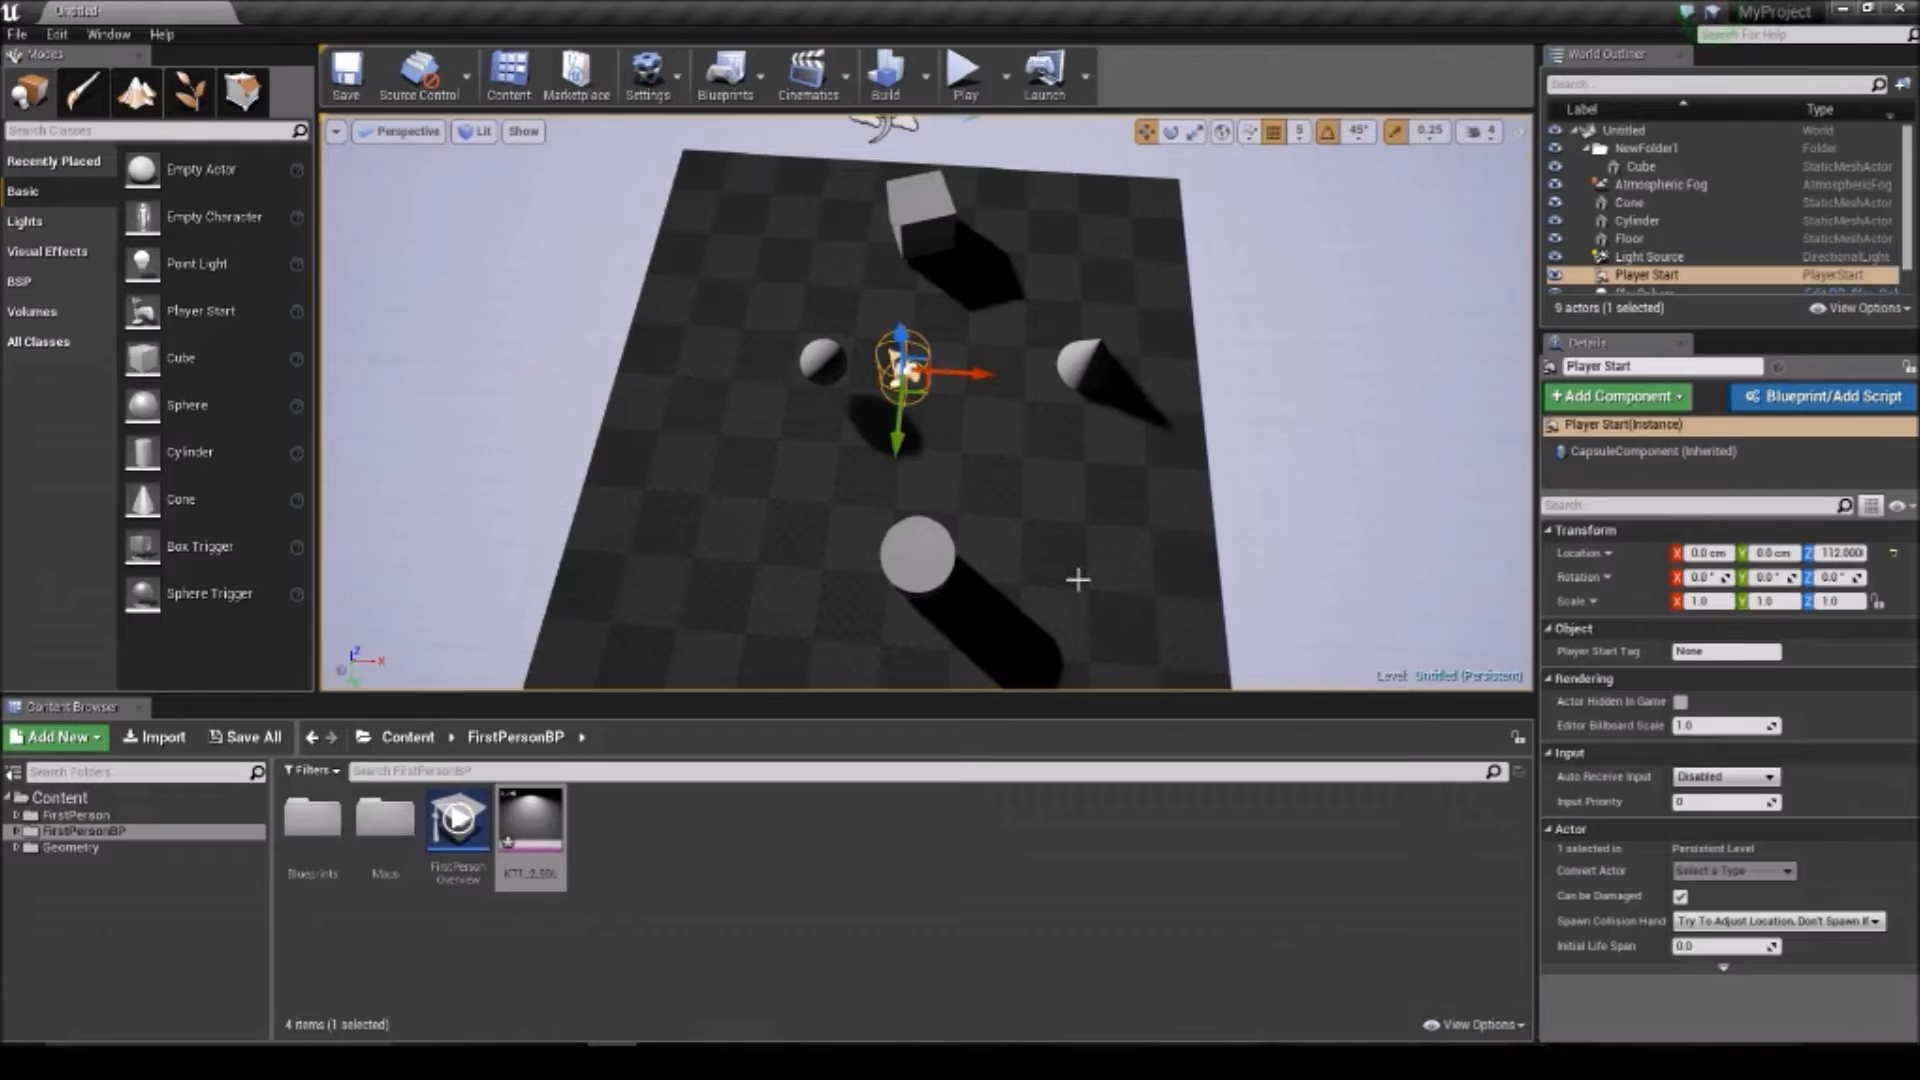 Untitled
MyProject
File Edit Window Help
Search For Help
Modes
Save
Source Control
Content
Marketplace
Settings
Blueprints
Cinematics
Build
Play
Launch
World Outliner
Search Classes
Perspective
Lit
Show
5
45°
0.25
4
Search...
Label
Type
Recently Placed
Basic
Lights
Visual Effects
BSP
Volumes
All Classes
Empty Actor
Empty Character
Point Light
Player Start
Cube
Sphere
Cylinder
Cone
Box Trigger
Sphere Trigger
Untitled World
NewFolder1 Folder
Cube StaticMeshActor
Atmospheric Fog AtmosphericFog
Cone StaticMeshActor
Cylinder StaticMeshActor
Floor StaticMeshActor
Light Source DirectionalLight
Player Start PlayerStart
9 actors (1 selected)
View Options
Details
Player Start
+ Add Component
Blueprint/Add Script
Player Start(Instance)
CapsuleComponent (Inherited)
Search
Transform
Location X 0.0 cm Y 0.0 cm Z 112.000
Rotation X 0.0 ° Y 0.0 ° Z 0.0 °
Scale X 1.0 Y 1.0 Z 1.0
Object
Player Start Tag None
Rendering
Actor Hidden In Game
Editor Billboard Scale 1.0
Input
Auto Receive Input Disabled
Input Priority 0
Actor
1 selected in Persistent Level
Convert Actor Select a Type
Can be Damaged
Spawn Collision Hand Try To Adjust Location, Don't Spawn If
Initial Life Span 0.0
Z
X
Level: Untitled (Persistent)
Content Browser
Add New
Import
Save All
Content
FirstPersonBP
Search Folders
Filters
Search FirstPersonBP
Content
FirstPerson
FirstPersonBP
Geometry
Blueprints
Maps
FirstPerson
Overview
4 items (1 selected)
View Options